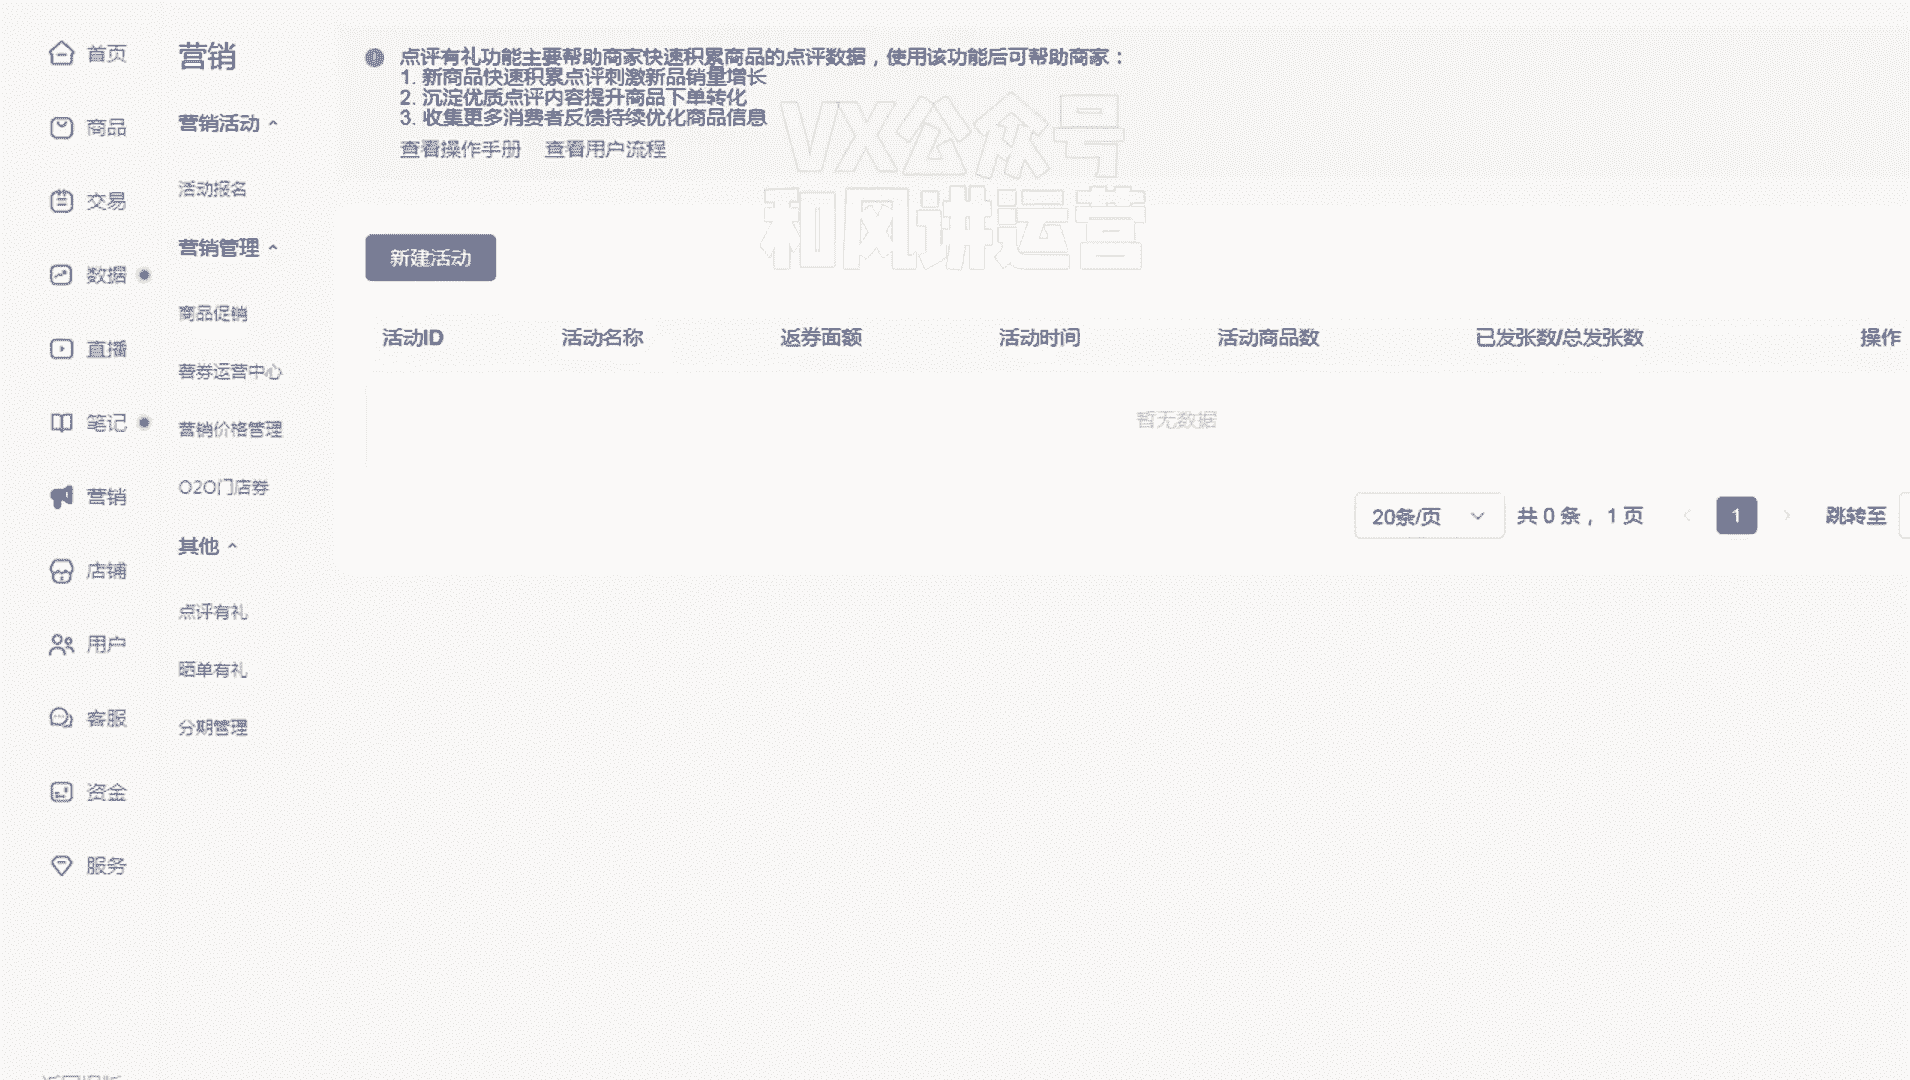 首页
商品
交易
数据
直播
笔记
营销
店铺
用户
客服
资金
服务
营销
营销活动
活动报名
营销管理
商品促销
薯券运营中心
营销价格管理
O2O门店券
其他
点评有礼
晒单有礼
分期管理
点评有礼功能主要帮助商家快速积累商品的点评数据，使用该功能后可帮助商家：
1. 新商品快速积累点评刺激新品销量增长
2. 沉淀优质点评内容提升商品下单转化
3. 收集更多消费者反馈持续优化商品信息
查看操作手册 查看用户流程
VX公众号
和风讲运营
新建活动
活动ID 活动名称 返券面额 活动时间 活动商品数 已发张数/总发张数 操作
暂无数据
20条/页 共 0 条， 1 页 1 跳转至